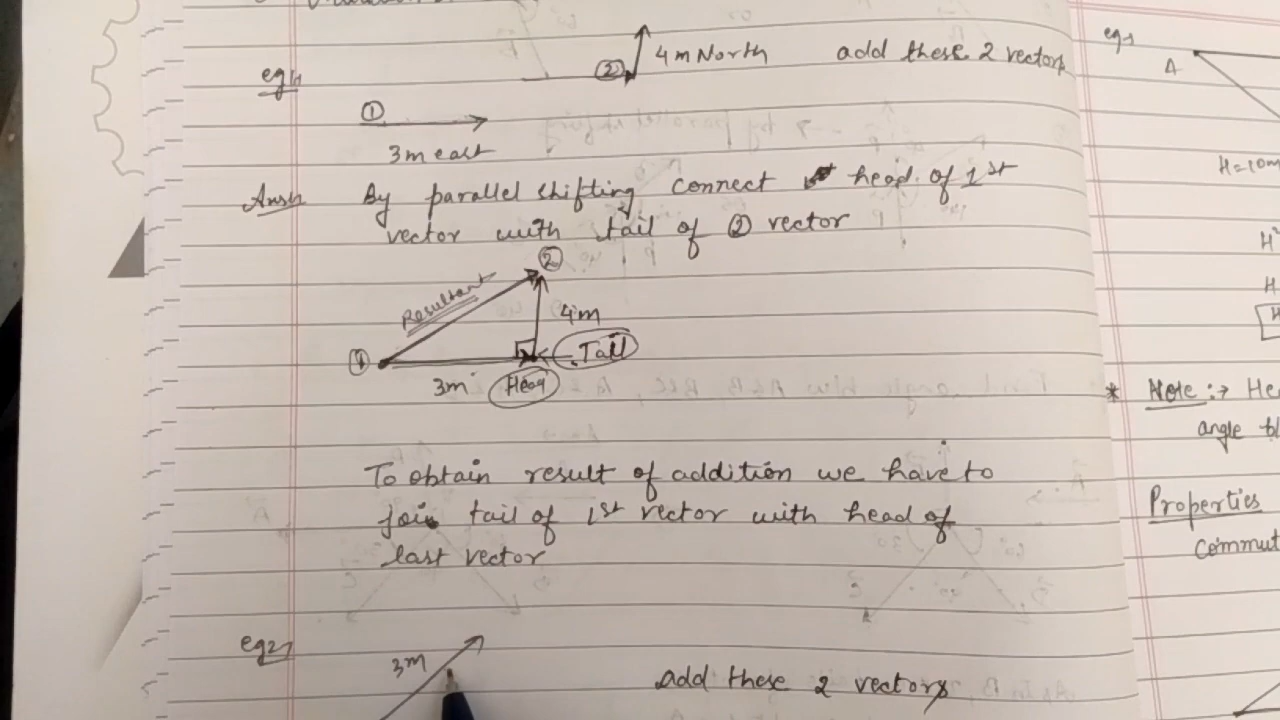 4m North add these 2 vectors
②
eg1
①
3m east
Ans: By parallel shifting connect head of 1st
vector with tail of ② vector
②
Resultant
4m
Tail
①
3m
Head
To obtain result of addition we have to
join tail of 1st vector with head of
last vector
eg2
3m
add these 2 vectors
eg
A
H=10m
H
* Note :→ He
angle b
Properties
Commut